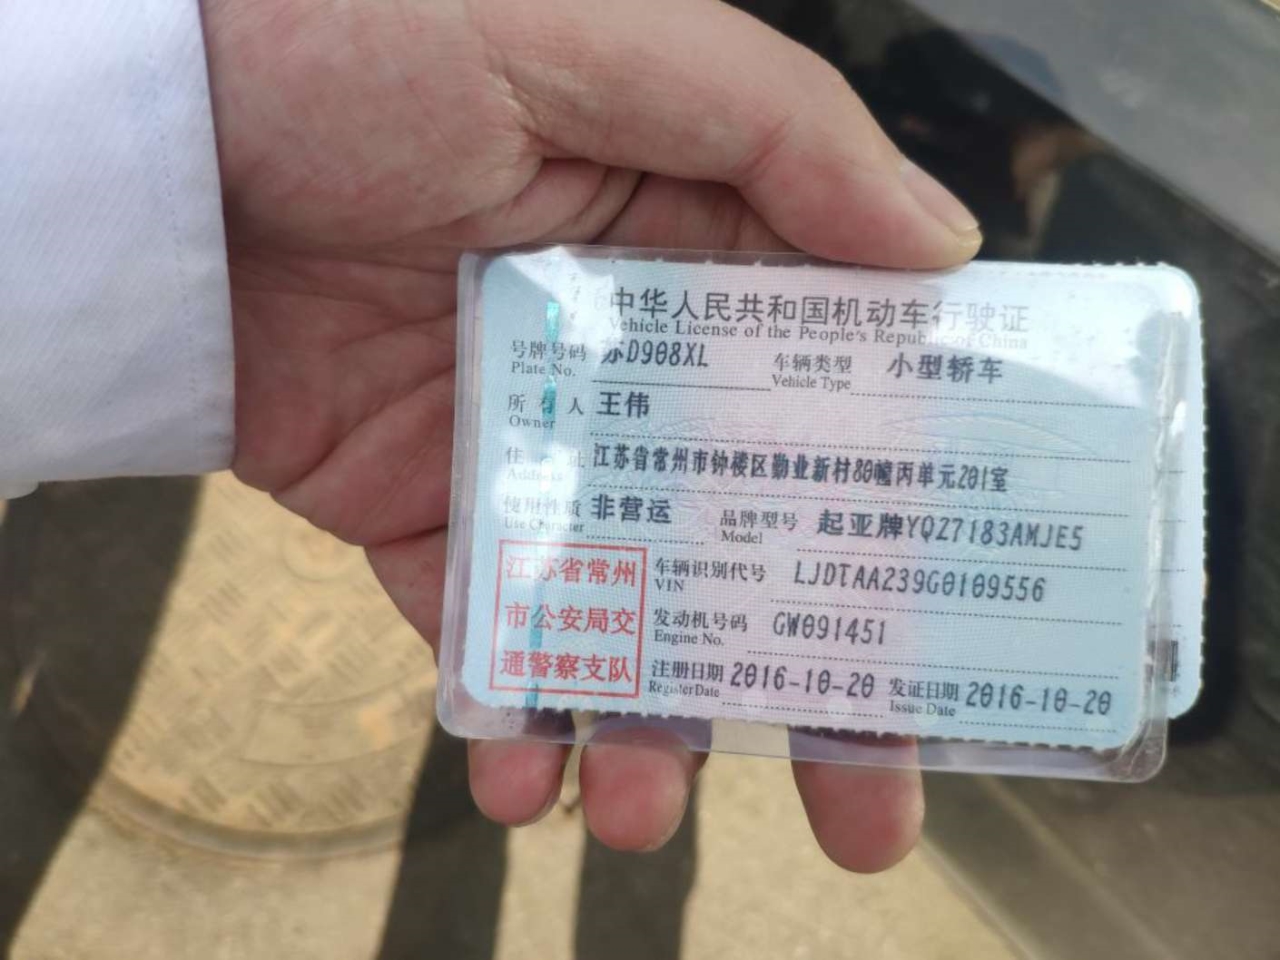 中华人民共和国机动车行驶证
Vehicle License of the People's Republic of China
号牌号码 苏D908XL 车辆类型 小型轿车
Plate No. Vehicle Type
所有人 王伟
Owner
住址 江苏省常州市钟楼区勤业新村80幢丙单元201室
Address
使用性质 非营运 品牌型号 起亚牌YQZ7183AMJE5
Use Character Model
江苏省常州 车辆识别代号 LJDTAA239G0109556
VIN
市公安局交 发动机号码 GW091451
Engine No.
通警察支队 注册日期 2016-10-20 发证日期 2016-10-20
Register Date Issue Date